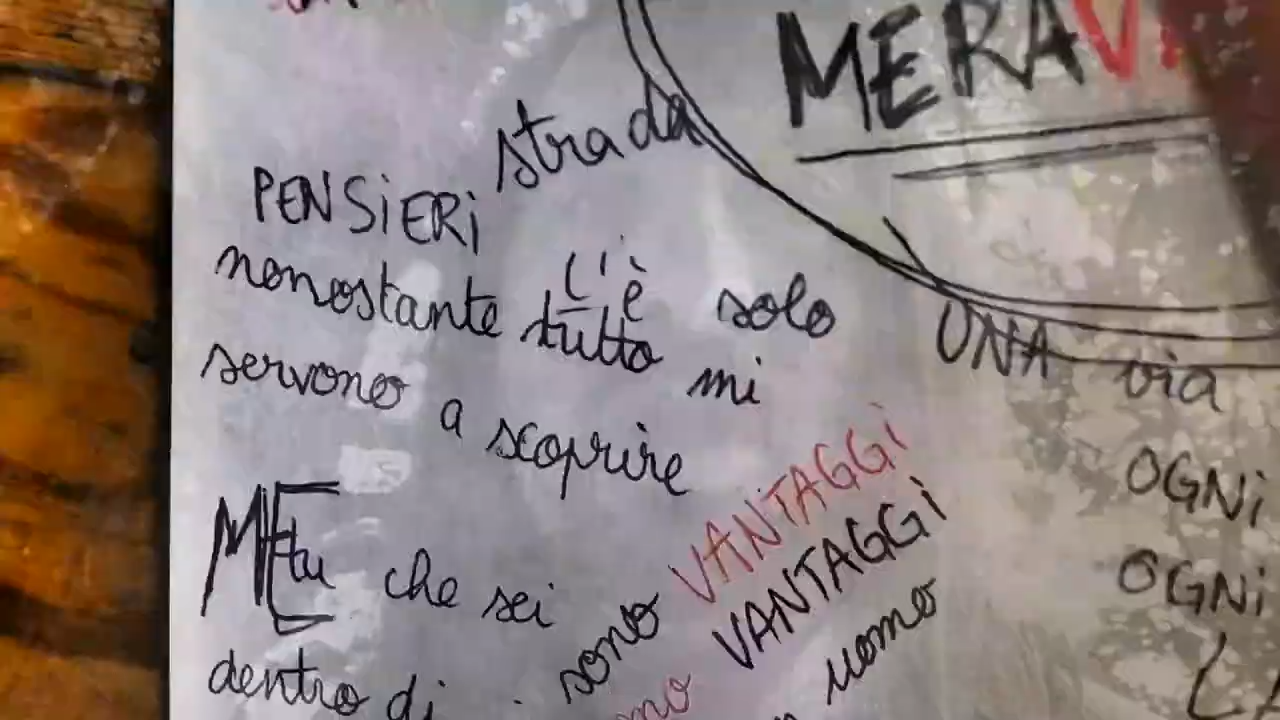 MERAV
strada
PENSiERi
c'è solo UNA via
nonostante tutto mi
servono a scoprire
VANTAGGi
ME tu che sei sono VANTAGGi
dentro di
uomo
OGNi
OGNi